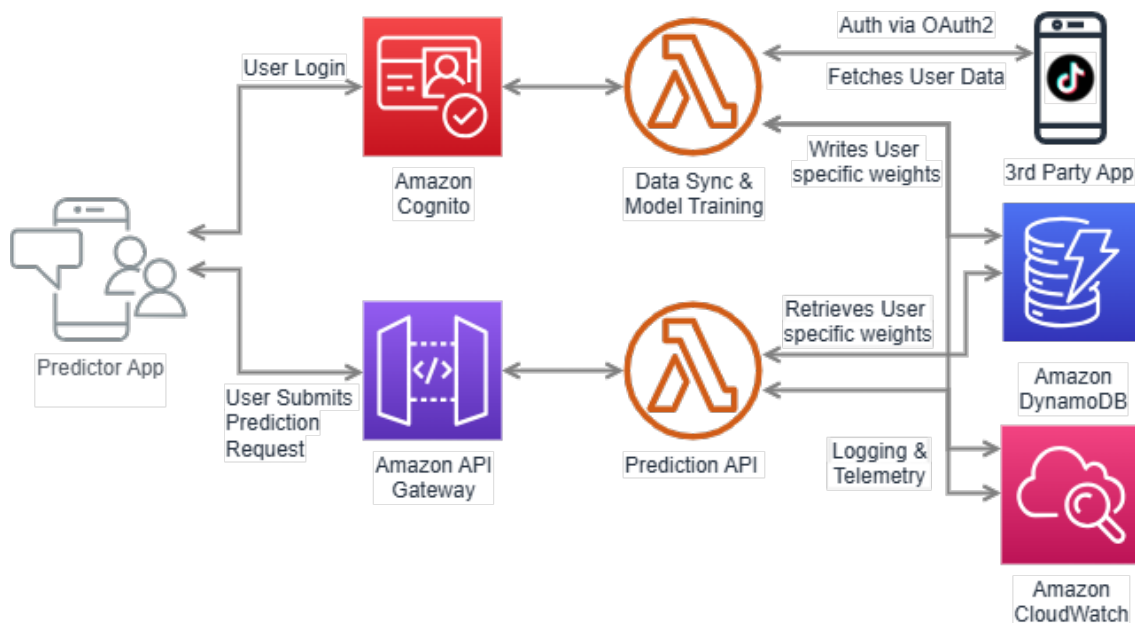 Auth via OAuth2
User Login
Fetches User Data
Writes User
specific weights
3rd Party App
Amazon
Cognito
Data Sync &
Model Training
Retrieves User
specific weights
Predictor App
</>
Amazon
DynamoDB
User Submits
Prediction
Request
Logging &
Telemetry
Amazon API
Gateway
Prediction API
Amazon
CloudWatch